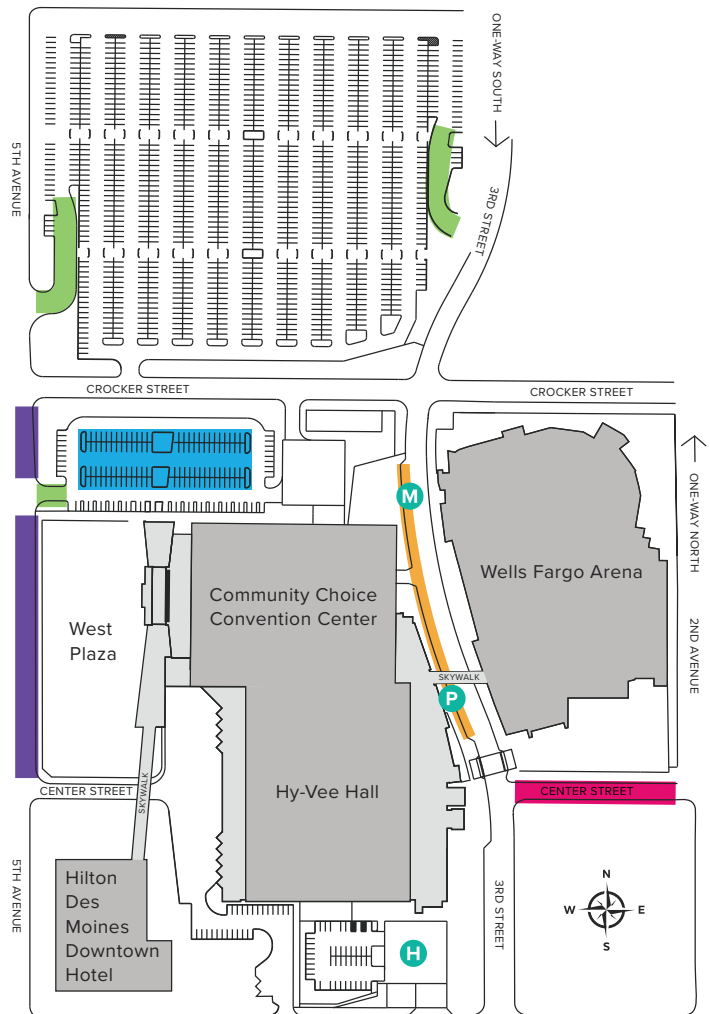 ONE-WAY SOUTH
5TH AVENUE
3RD STREET
CROCKER STREET
CROCKER STREET
M
ONE-WAY NORTH
Wells Fargo Arena
Community Choice
Convention Center
West
Plaza
2ND AVENUE
SKYWALK
P
Hy-Vee Hall
CENTER STREET
SKYWALK
CENTER STREET
5TH AVENUE
Hilton
Des
Moines
Downtown
Hotel
3RD STREET
N
W
E
S
H